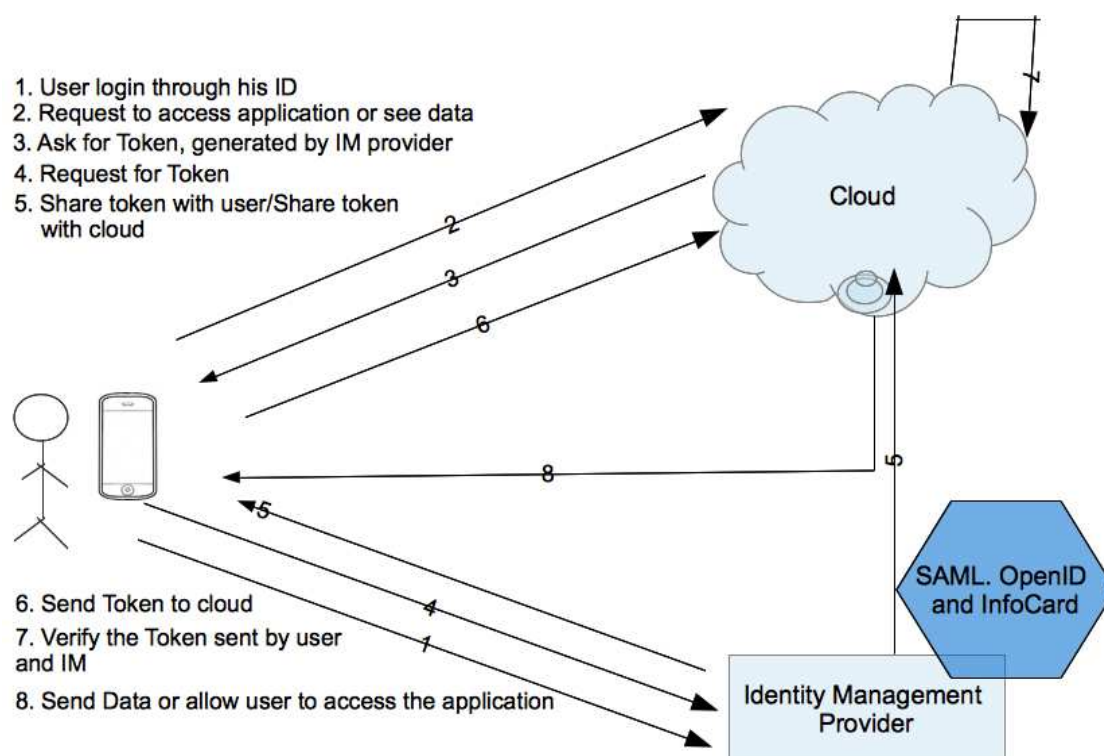 1. User login through his ID
2. Request to access application or see data
3. Ask for Token, generated by IM provider
4. Request for Token
5. Share token with user/Share token
with cloud
7
Cloud
2
3
6
8
5
5
SAML. OpenID
and InfoCard
4
1
6. Send Token to cloud
7. Verify the Token sent by user
and IM
8. Send Data or allow user to access the application
Identity Management
Provider